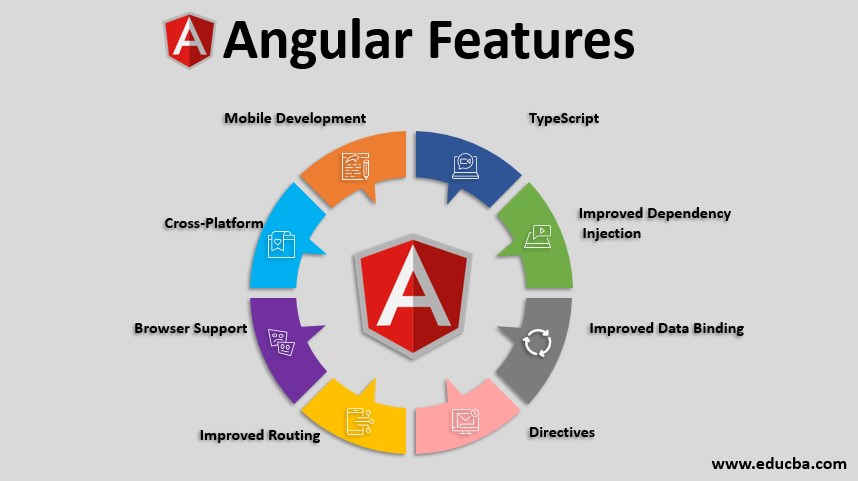 Angular Features
Mobile Development
TypeScript
Cross-Platform
Improved Dependency
Injection
Browser Support
Improved Data Binding
Improved Routing
Directives
www.educba.com